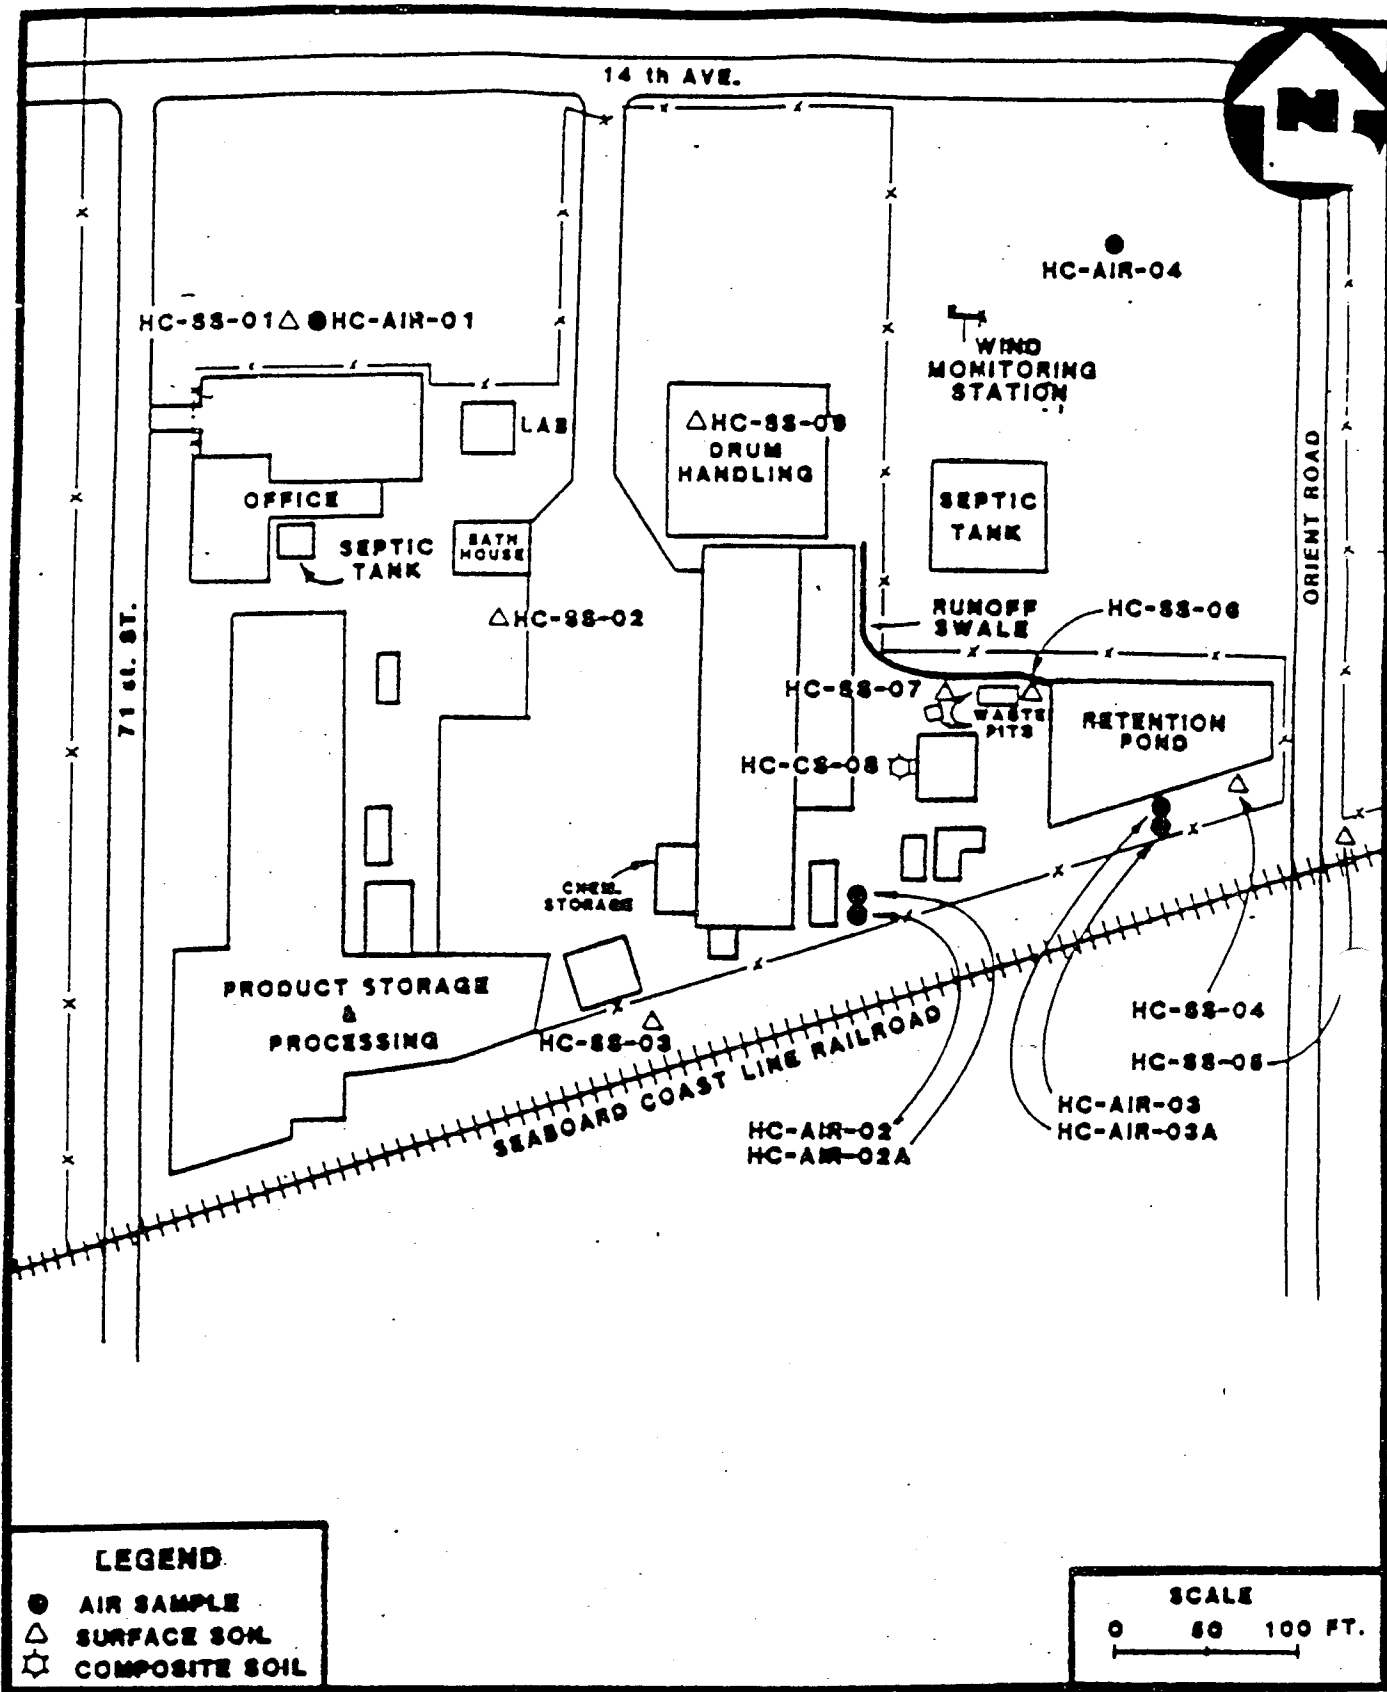 14 th AVE.
N
HC-AIR-04
HC-SS-01
HC-AIR-01
WIND
MONITORING
STATION
LAB
HC-SS-09
DRUM
HANDLING
OFFICE
SEPTIC
TANK
ORIENT ROAD
BATH
HOUSE
SEPTIC
TANK
71 st. ST.
HC-SS-02
RUNOFF
SWALE
HC-SS-06
HC-SS-07
WASTE
PITS
RETENTION
POND
HC-CS-08
CHEM.
STORAGE
PRODUCT STORAGE
&
PROCESSING
HC-SS-03
SEABOARD COAST LINE RAILROAD
HC-SS-04
HC-SS-05
HC-AIR-03
HC-AIR-03A
HC-AIR-02
HC-AIR-02A
LEGEND
AIR SAMPLE
SURFACE SOIL
COMPOSITE SOIL
SCALE
0 50 100 FT.